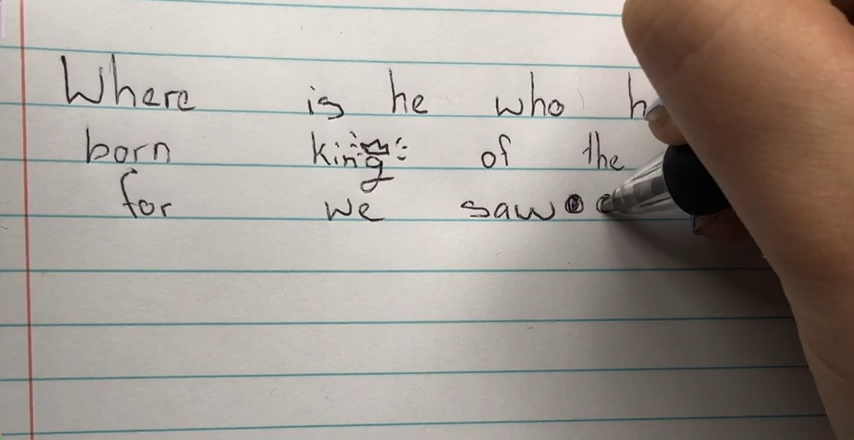 Where is he who h
born king of the
for we saw